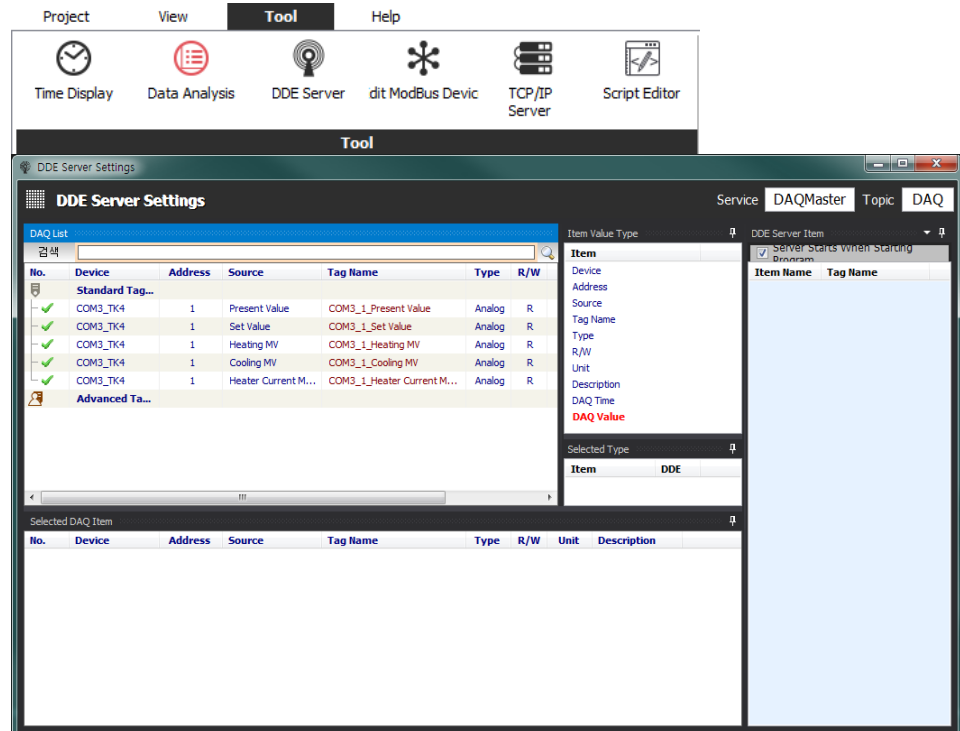 Project View Tool Help
Time Display Data Analysis DDE Server dit ModBus Devic TCP/IP Server Script Editor
Tool
DDE Server Settings
DDE Server Settings Service DAQMaster Topic DAQ
DAQ List
검색
No. Device Address Source Tag Name Type R/W
Standard Tag...
COM3_TK4 1 Present Value COM3_1_Present Value Analog R
COM3_TK4 1 Set Value COM3_1_Set Value Analog R
COM3_TK4 1 Heating MV COM3_1_Heating MV Analog R
COM3_TK4 1 Cooling MV COM3_1_Cooling MV Analog R
COM3_TK4 1 Heater Current M... COM3_1_Heater Current M... Analog R
Advanced Ta...
Item Value Type
Item
Device
Address
Source
Tag Name
Type
R/W
Unit
Description
DAQ Time
DAQ Value
Selected Type
Item DDE
DDE Server Item
Server Starts When Starting
Program
Item Name Tag Name
Selected DAQ Item
No. Device Address Source Tag Name Type R/W Unit Description